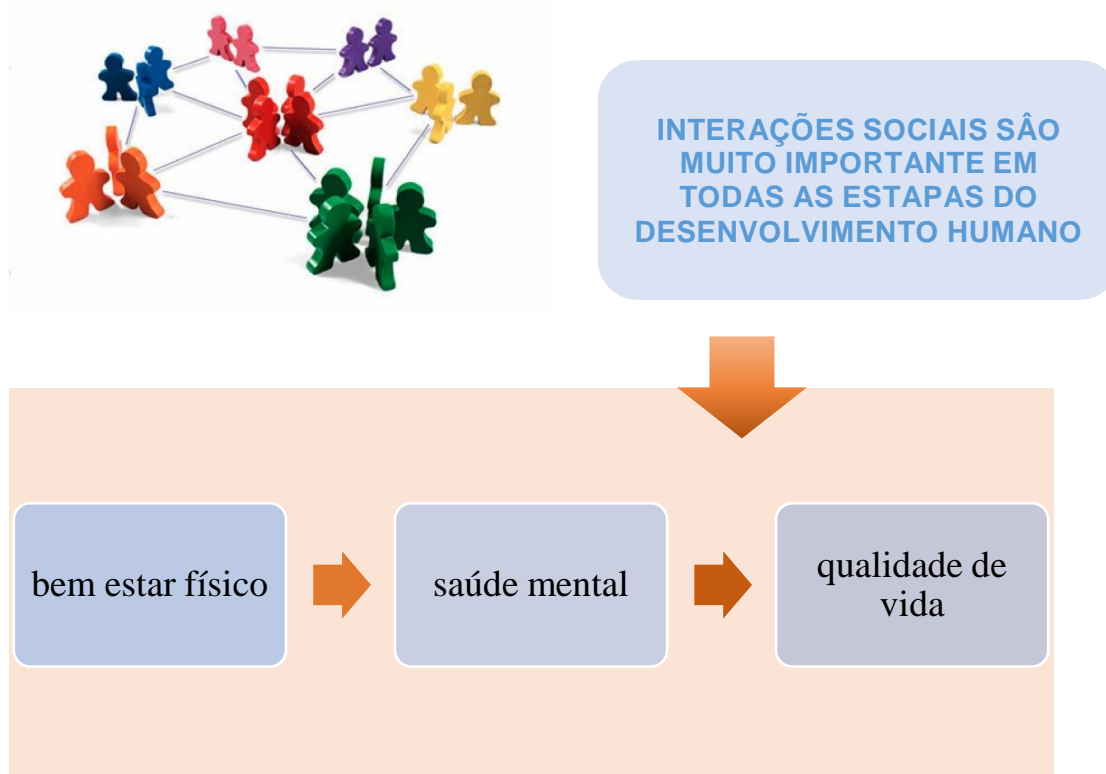 INTERAÇÕES SOCIAIS SÂO
MUITO IMPORTANTE EM
TODAS AS ESTAPAS DO
DESENVOLVIMENTO HUMANO
bem estar físico
saúde mental
qualidade de
vida